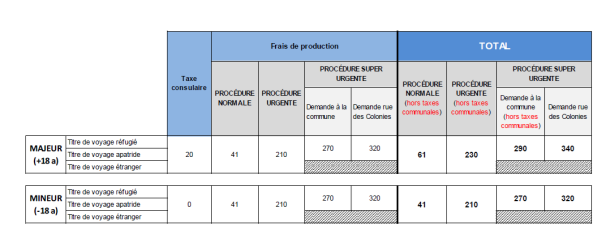 Frais de production
TOTAL
Taxe
consulaire
PROCÉDURE
NORMALE
PROCÉDURE
URGENTE
PROCÉDURE SUPER
URGENTE
Demande à la
commune
Demande rue
des Colonies
PROCÉDURE
NORMALE
(hors taxes
communales)
PROCÉDURE
URGENTE
(hors taxes
communales)
PROCÉDURE SUPER
URGENTE
Demande à la
commune
(hors taxes
communales)
Demande rue
des Colonies
MAJEUR
(+18 a)
Titre de voyage réfugié
Titre de voyage apatride
Titre de voyage étranger
20
41
210
270
320
61
230
290
340
MINEUR
(-18 a)
Titre de voyage réfugié
Titre de voyage apatride
Titre de voyage étranger
0
41
210
270
320
41
210
270
320